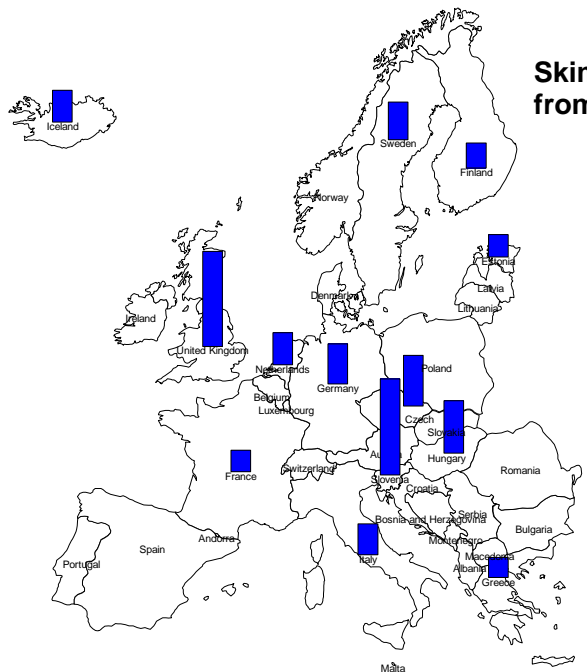 Skin
from
Iceland
Sweden
Finland
Norway
Estonia
Latvia
Lithuania
Denmark
Ireland
United Kingdom
Netherlands
Germany
Poland
Belgium
Luxembourg
Czech
Slovakia
Hungary
France
Switzerland
Slovenia
Croatia
Romania
Bosnia and Herzegovina
Serbia
Bulgaria
Montenegro
Andorra
Spain
Portugal
Italy
Macedonia
Albania
Greece
Malta